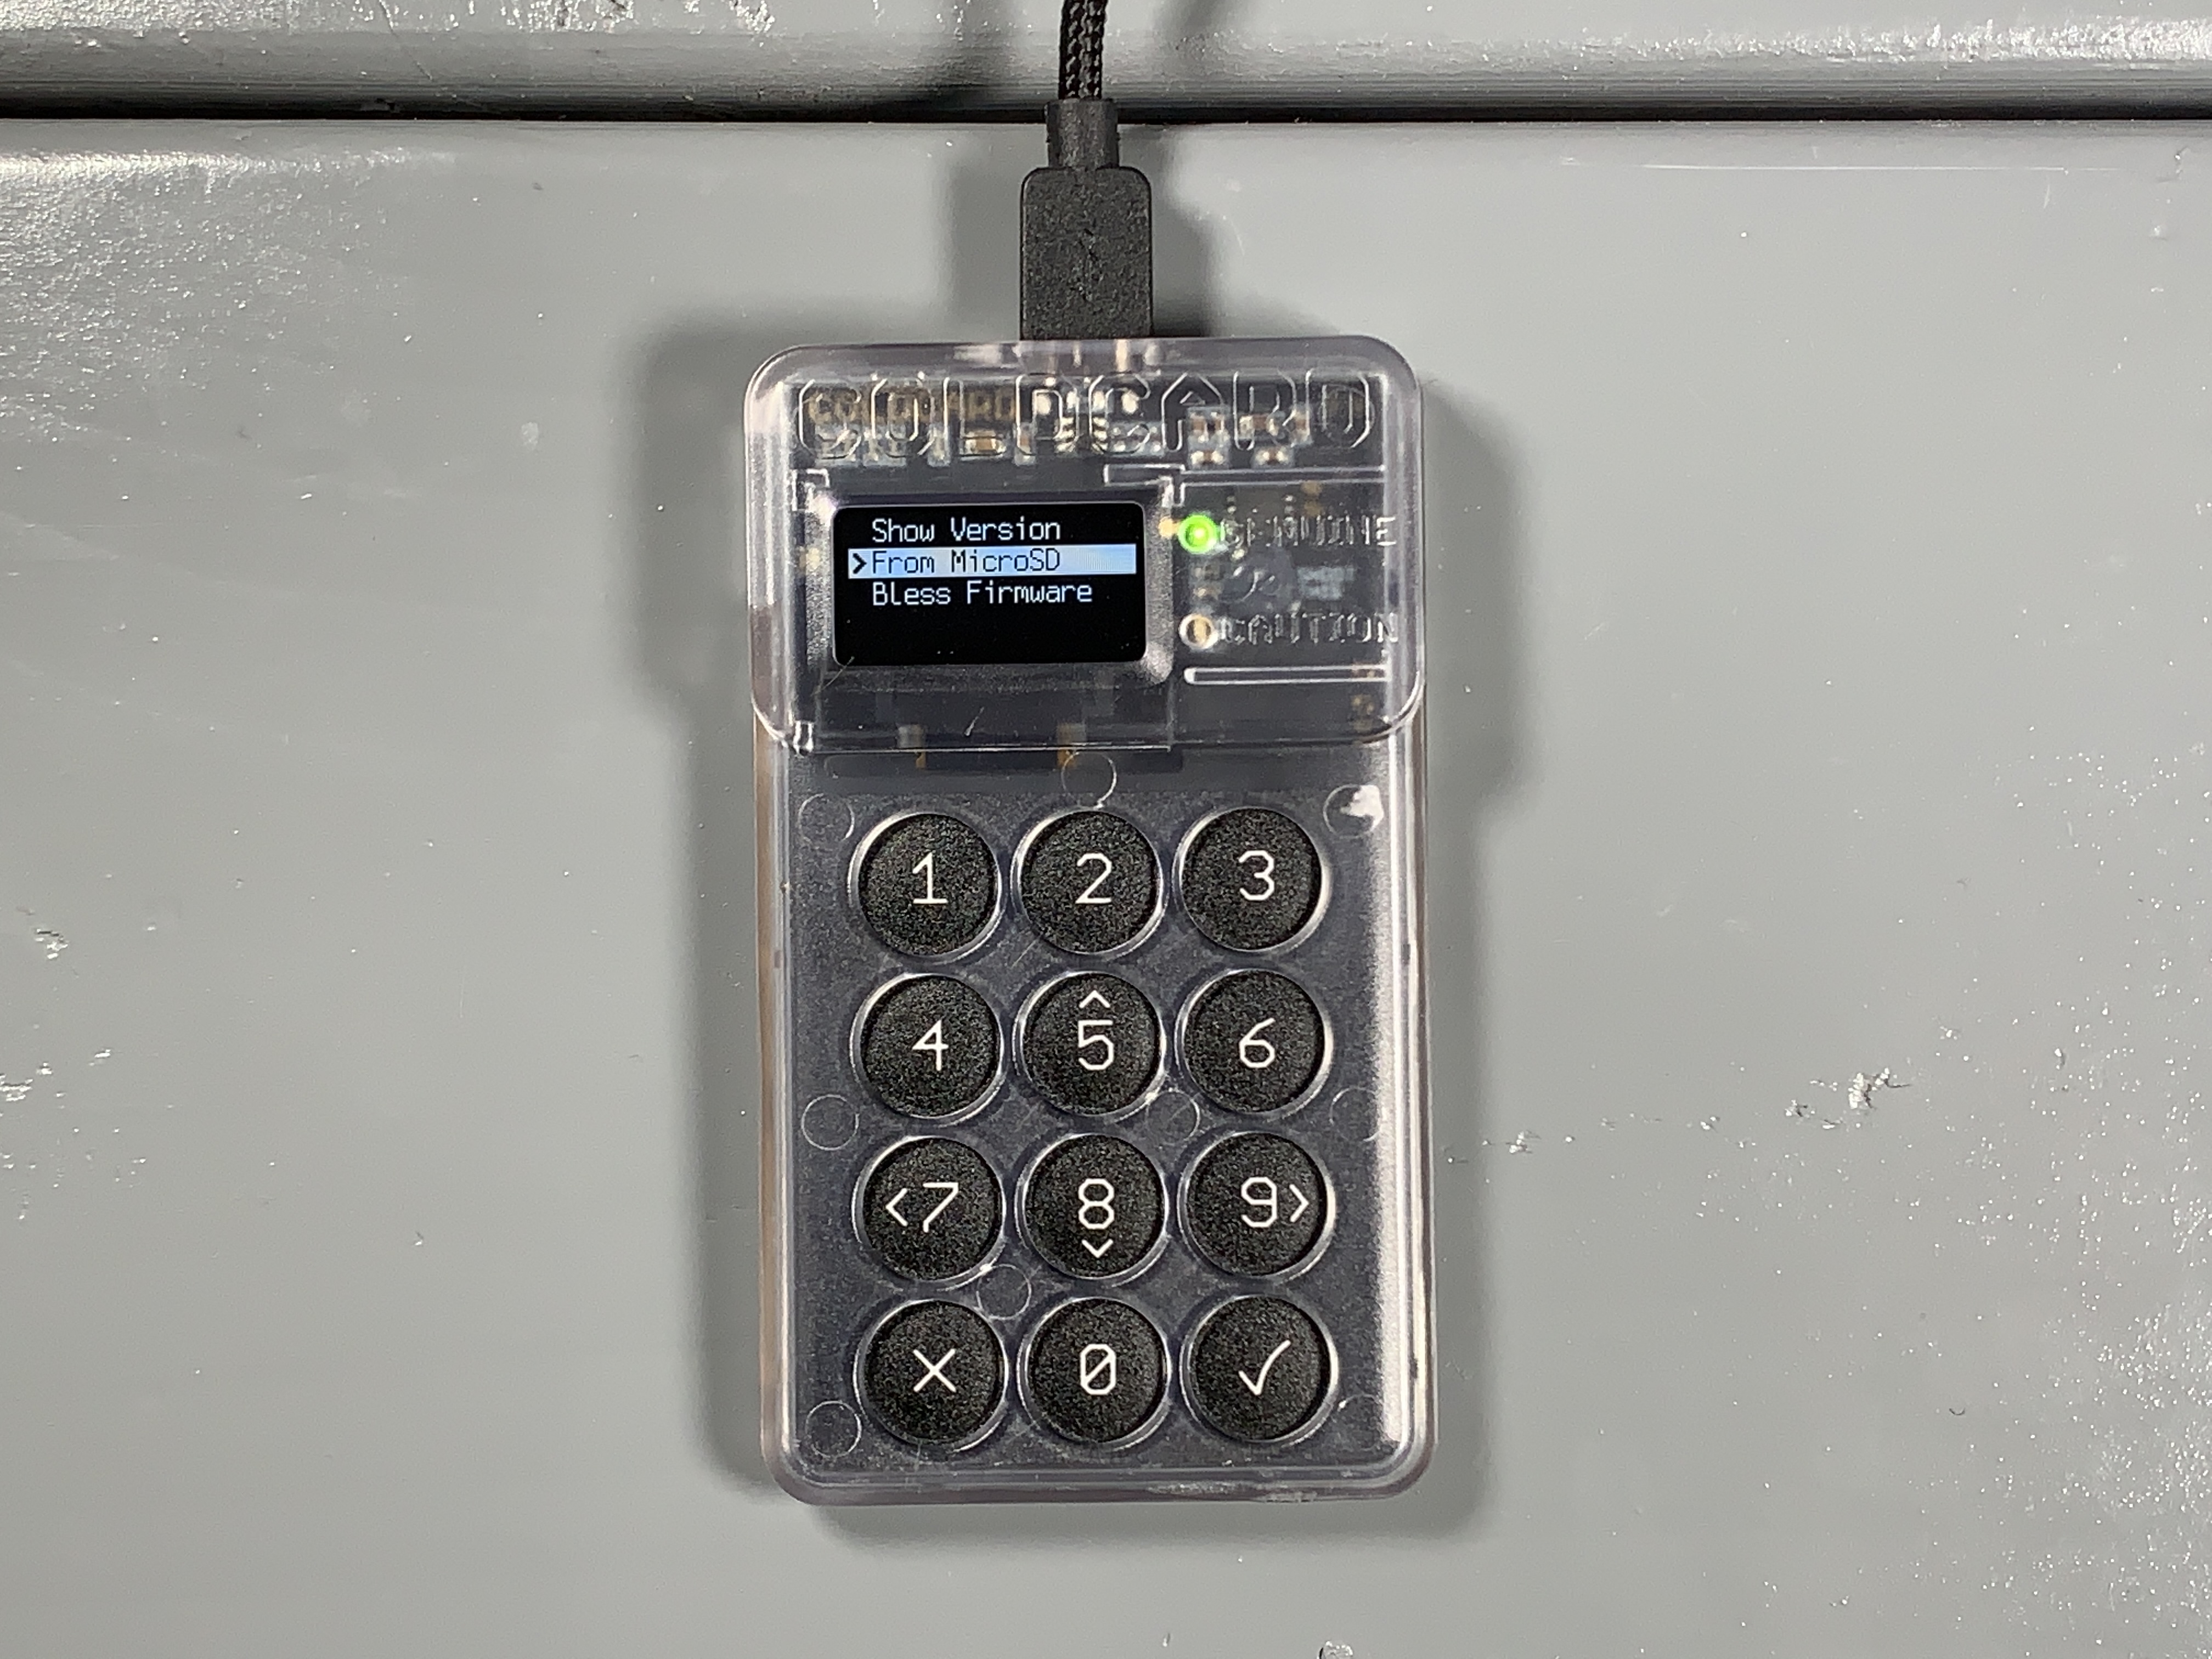 COLDCARD
Show Version
>From MicroSD
Bless Firmware
GENUINE
CAUTION
1 2 3
4 ^5 6
<7 8⌄ 9>
X 0 ✓